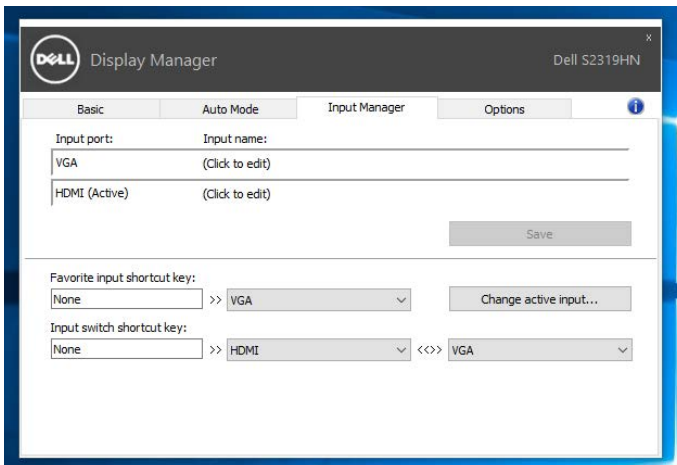 DELL Display Manager Dell S2319HN x
Basic Auto Mode Input Manager Options i
Input port: Input name:
VGA (Click to edit)
HDMI (Active) (Click to edit)
Save
Favorite input shortcut key:
None >> VGA Change active input...
Input switch shortcut key:
None >> HDMI <<>> VGA